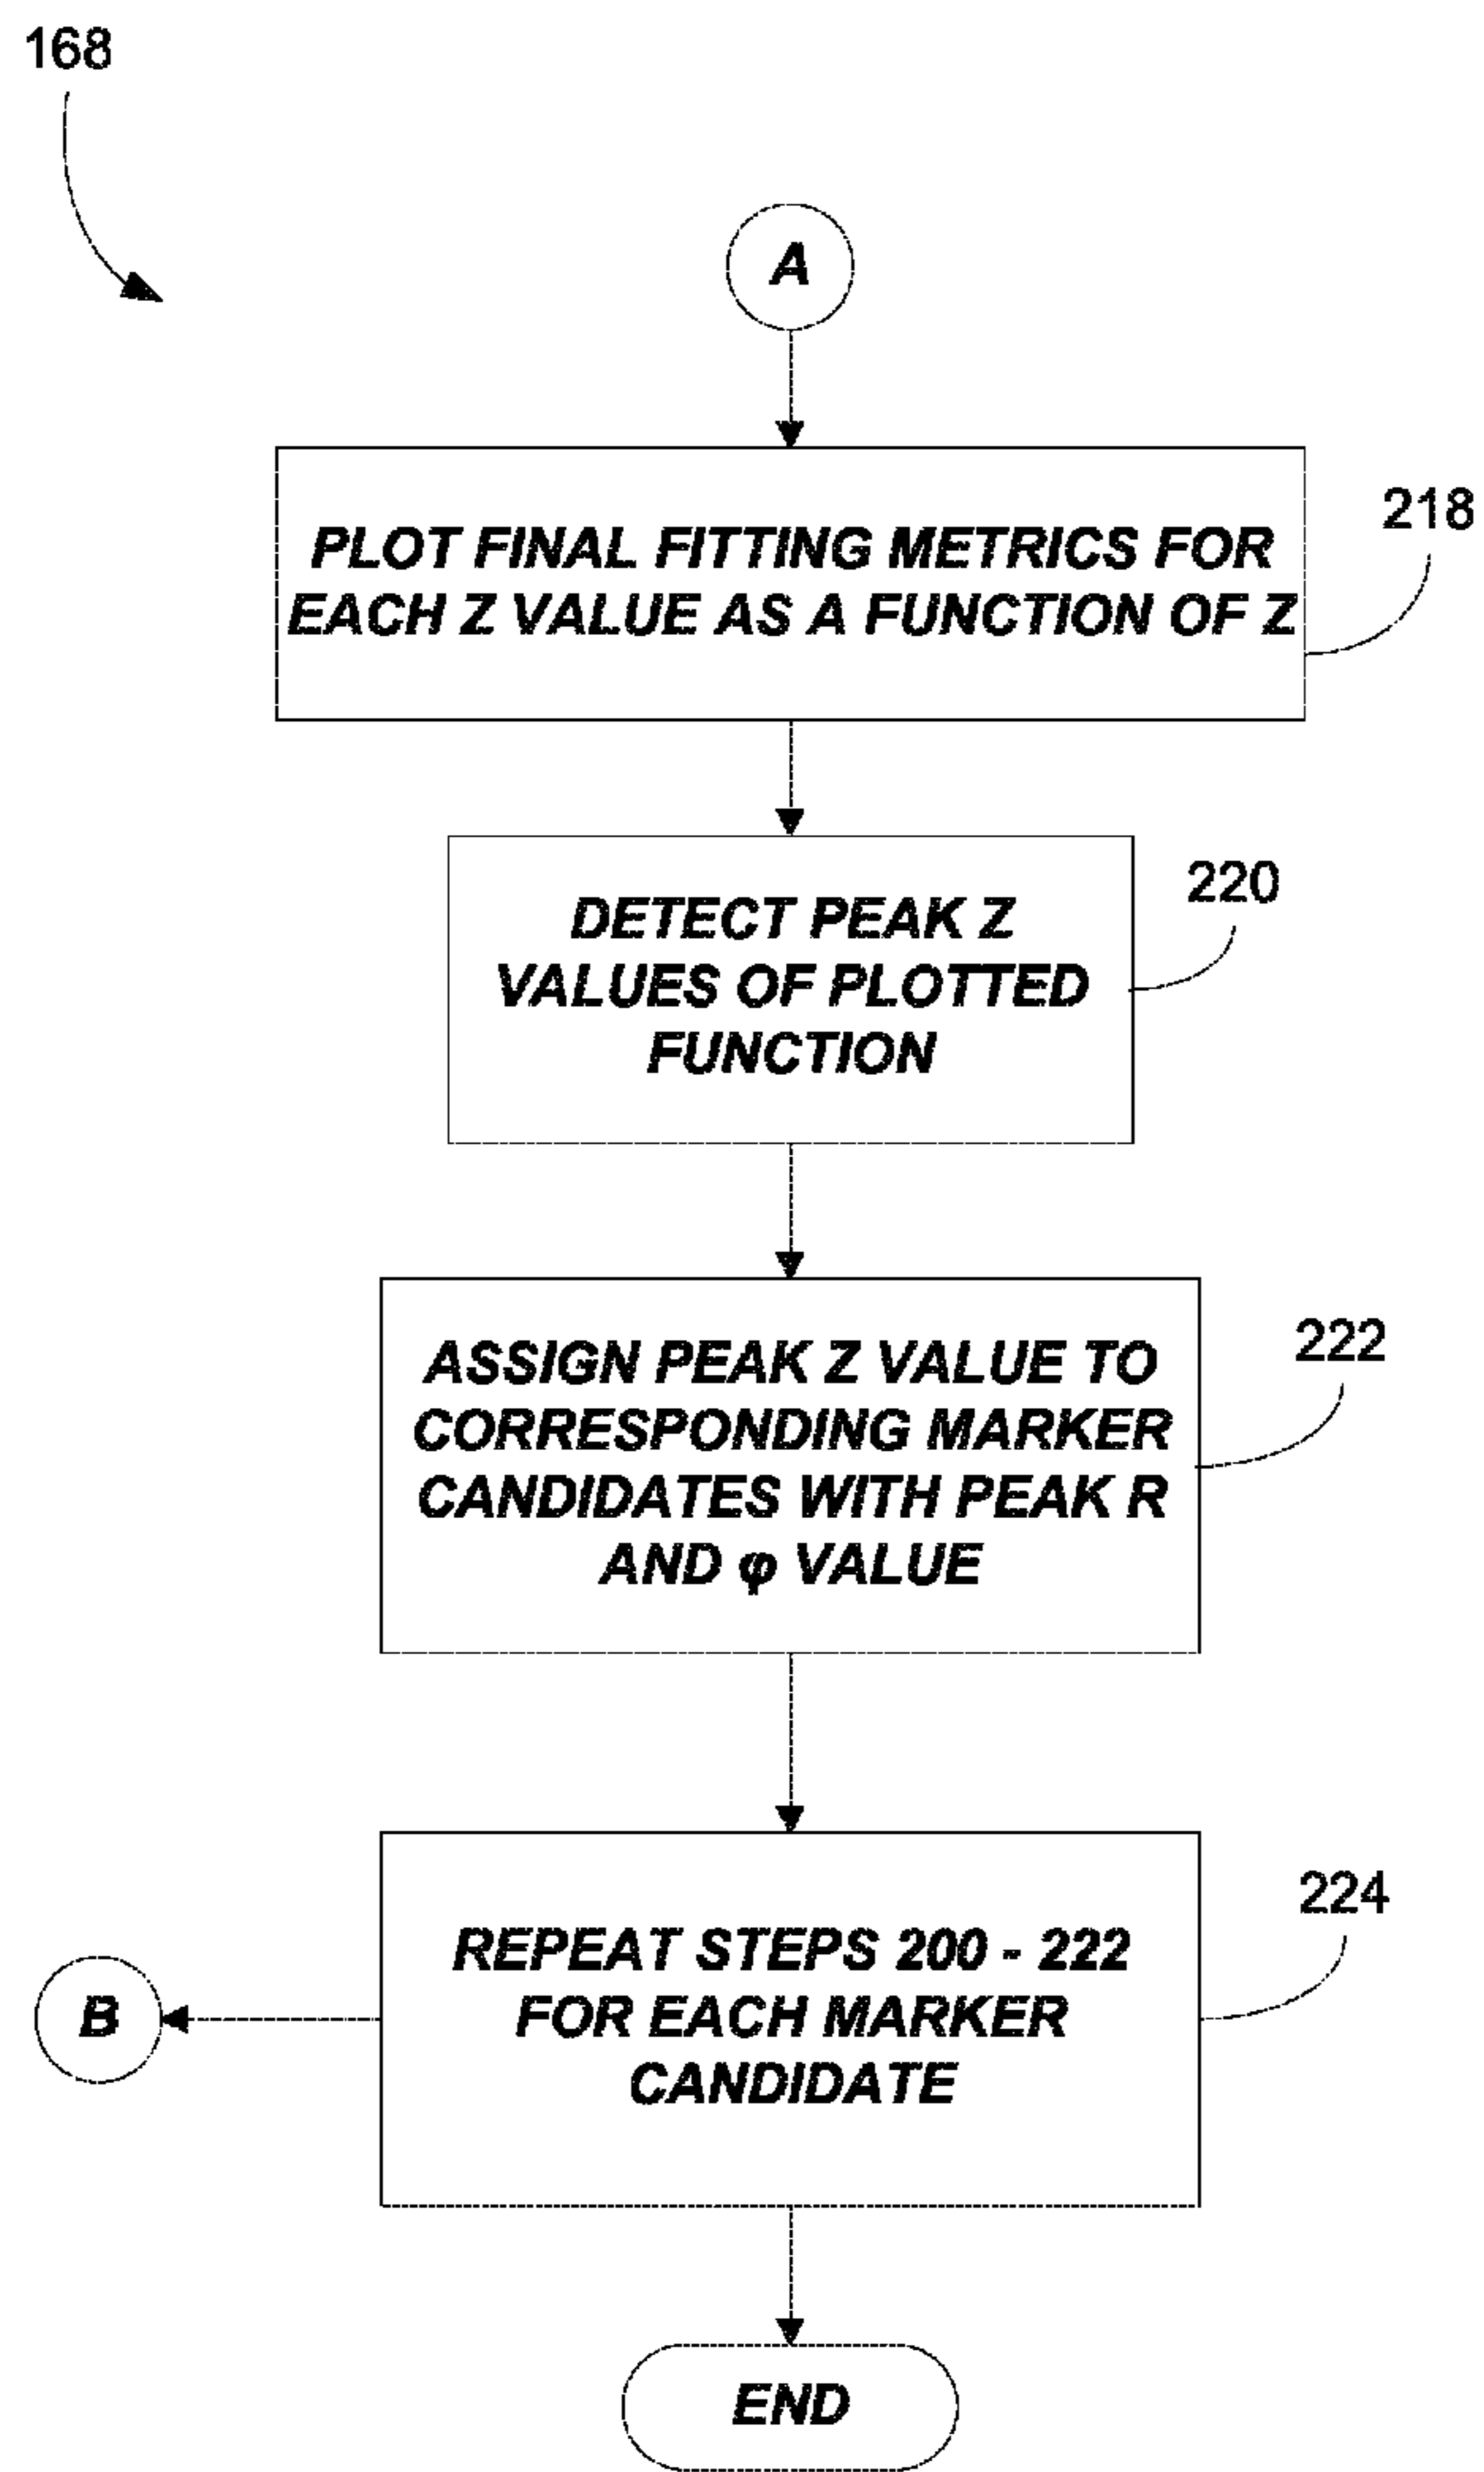 168
A
PLOT FINAL FITTING METRICS FOR
EACH Z VALUE AS A FUNCTION OF Z
218
DETECT PEAK Z
VALUES OF PLOTTED
FUNCTION
220
ASSIGN PEAK Z VALUE TO
CORRESPONDING MARKER
CANDIDATES WITH PEAK R
AND φ VALUE
222
REPEAT STEPS 200 - 222
FOR EACH MARKER
CANDIDATE
224
B
END